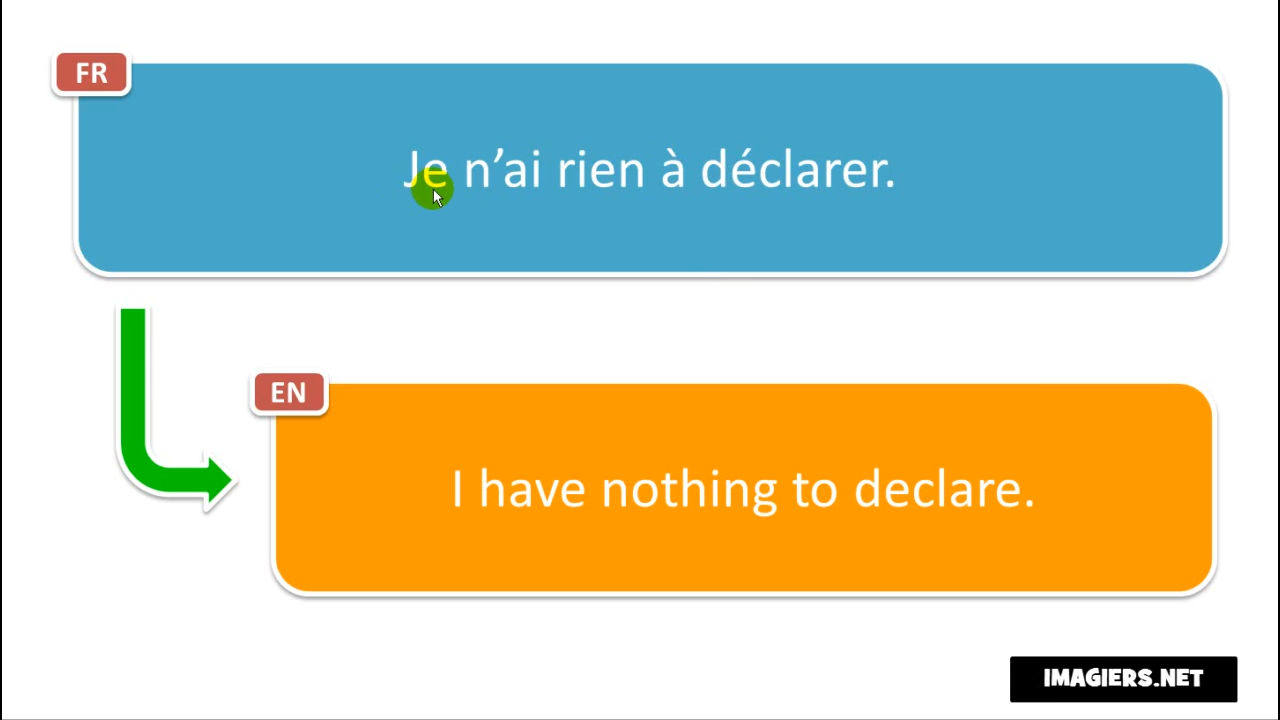 FR
Je n’ai rien à déclarer.
EN
I have nothing to declare.
IMAGIERS.NET